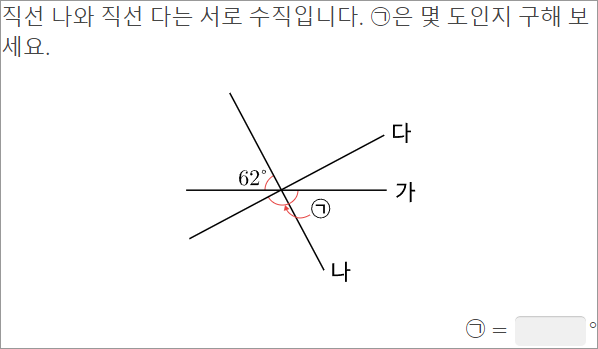 직선 나와 직선 다는 서로 수직입니다. ㉠은 몇 도인지 구해 보
세요.
다
62°
가
㉠
나
㉠ = °